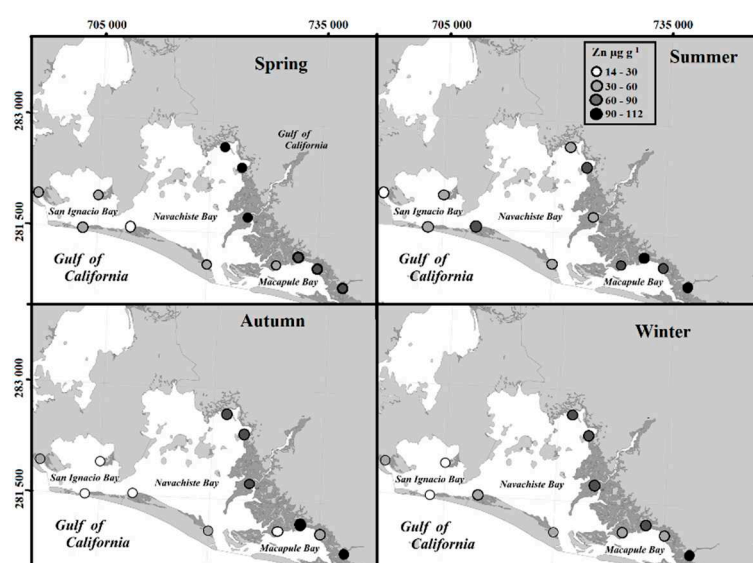 705 000
735 000
705 000
735 000
Spring
Summer
Zn µg g-1
14 - 30
30 - 60
60 - 90
90 - 112
283 000
281 500
Gulf of
California
San Ignacio Bay
Navachiste Bay
Gulf of
California
Macapule Bay
San Ignacio Bay
Navachiste Bay
Gulf of
California
Macapule Bay
Autumn
Winter
283 000
281 500
San Ignacio Bay
Navachiste Bay
Gulf of
California
Macapule Bay
San Ignacio Bay
Navachiste Bay
Gulf of
California
Macapule Bay